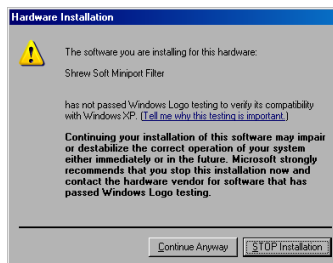 Hardware Installation
The software you are installing for this hardware:
Shrew Soft Miniport Filter
has not passed Windows Logo testing to verify its compatibility
with Windows XP. (Tell me why this testing is important.)
Continuing your installation of this software may impair
or destabilize the correct operation of your system
either immediately or in the future. Microsoft strongly
recommends that you stop this installation now and
contact the hardware vendor for software that has
passed Windows Logo testing.
Continue Anyway
STOP Installation